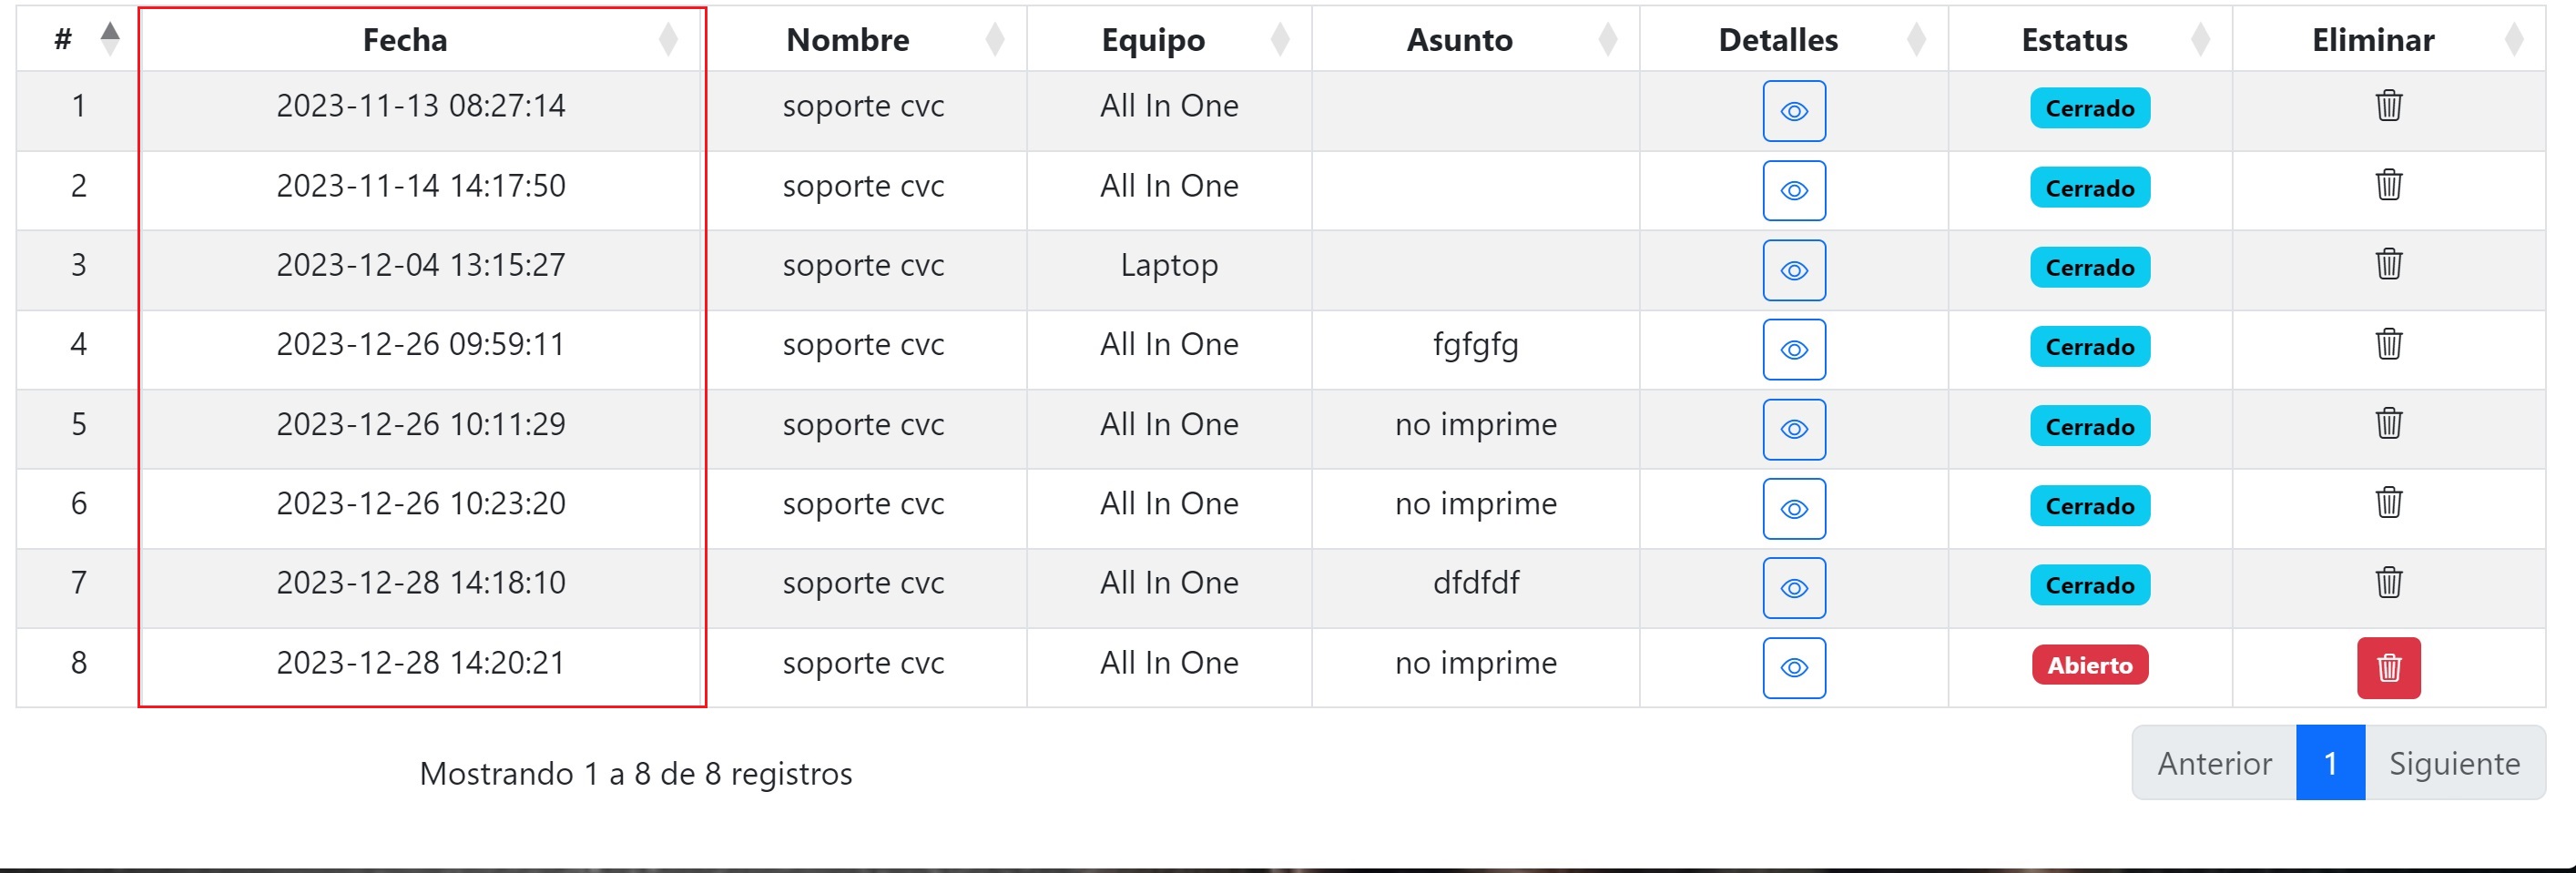 # Fecha Nombre Equipo Asunto Detalles Estatus Eliminar
1 2023-11-13 08:27:14 soporte cvc All In One Cerrado
2 2023-11-14 14:17:50 soporte cvc All In One Cerrado
3 2023-12-04 13:15:27 soporte cvc Laptop Cerrado
4 2023-12-26 09:59:11 soporte cvc All In One fgfgfg Cerrado
5 2023-12-26 10:11:29 soporte cvc All In One no imprime Cerrado
6 2023-12-26 10:23:20 soporte cvc All In One no imprime Cerrado
7 2023-12-28 14:18:10 soporte cvc All In One dfdfdf Cerrado
8 2023-12-28 14:20:21 soporte cvc All In One no imprime Abierto
Mostrando 1 a 8 de 8 registros
Anterior 1 Siguiente